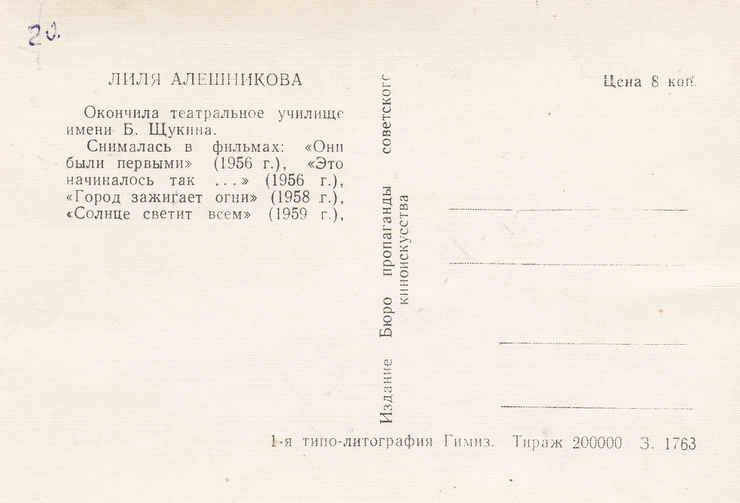 20.
ЛИЛЯ АЛЕШНИКОВА
Окончила театральное училище
имени Б. Щукина.
Снималась в фильмах: «Они
были первыми» (1956 г.), «Это
начиналось так ...» (1956 г.),
«Город зажигает огни» (1958 г.),
«Солнце светит всем» (1959 г.),
Издание Бюро пропаганды советского
киноискусства
Цена 8 коп.
1-я типо-литография Гимиз. Тираж 200000 З. 1763